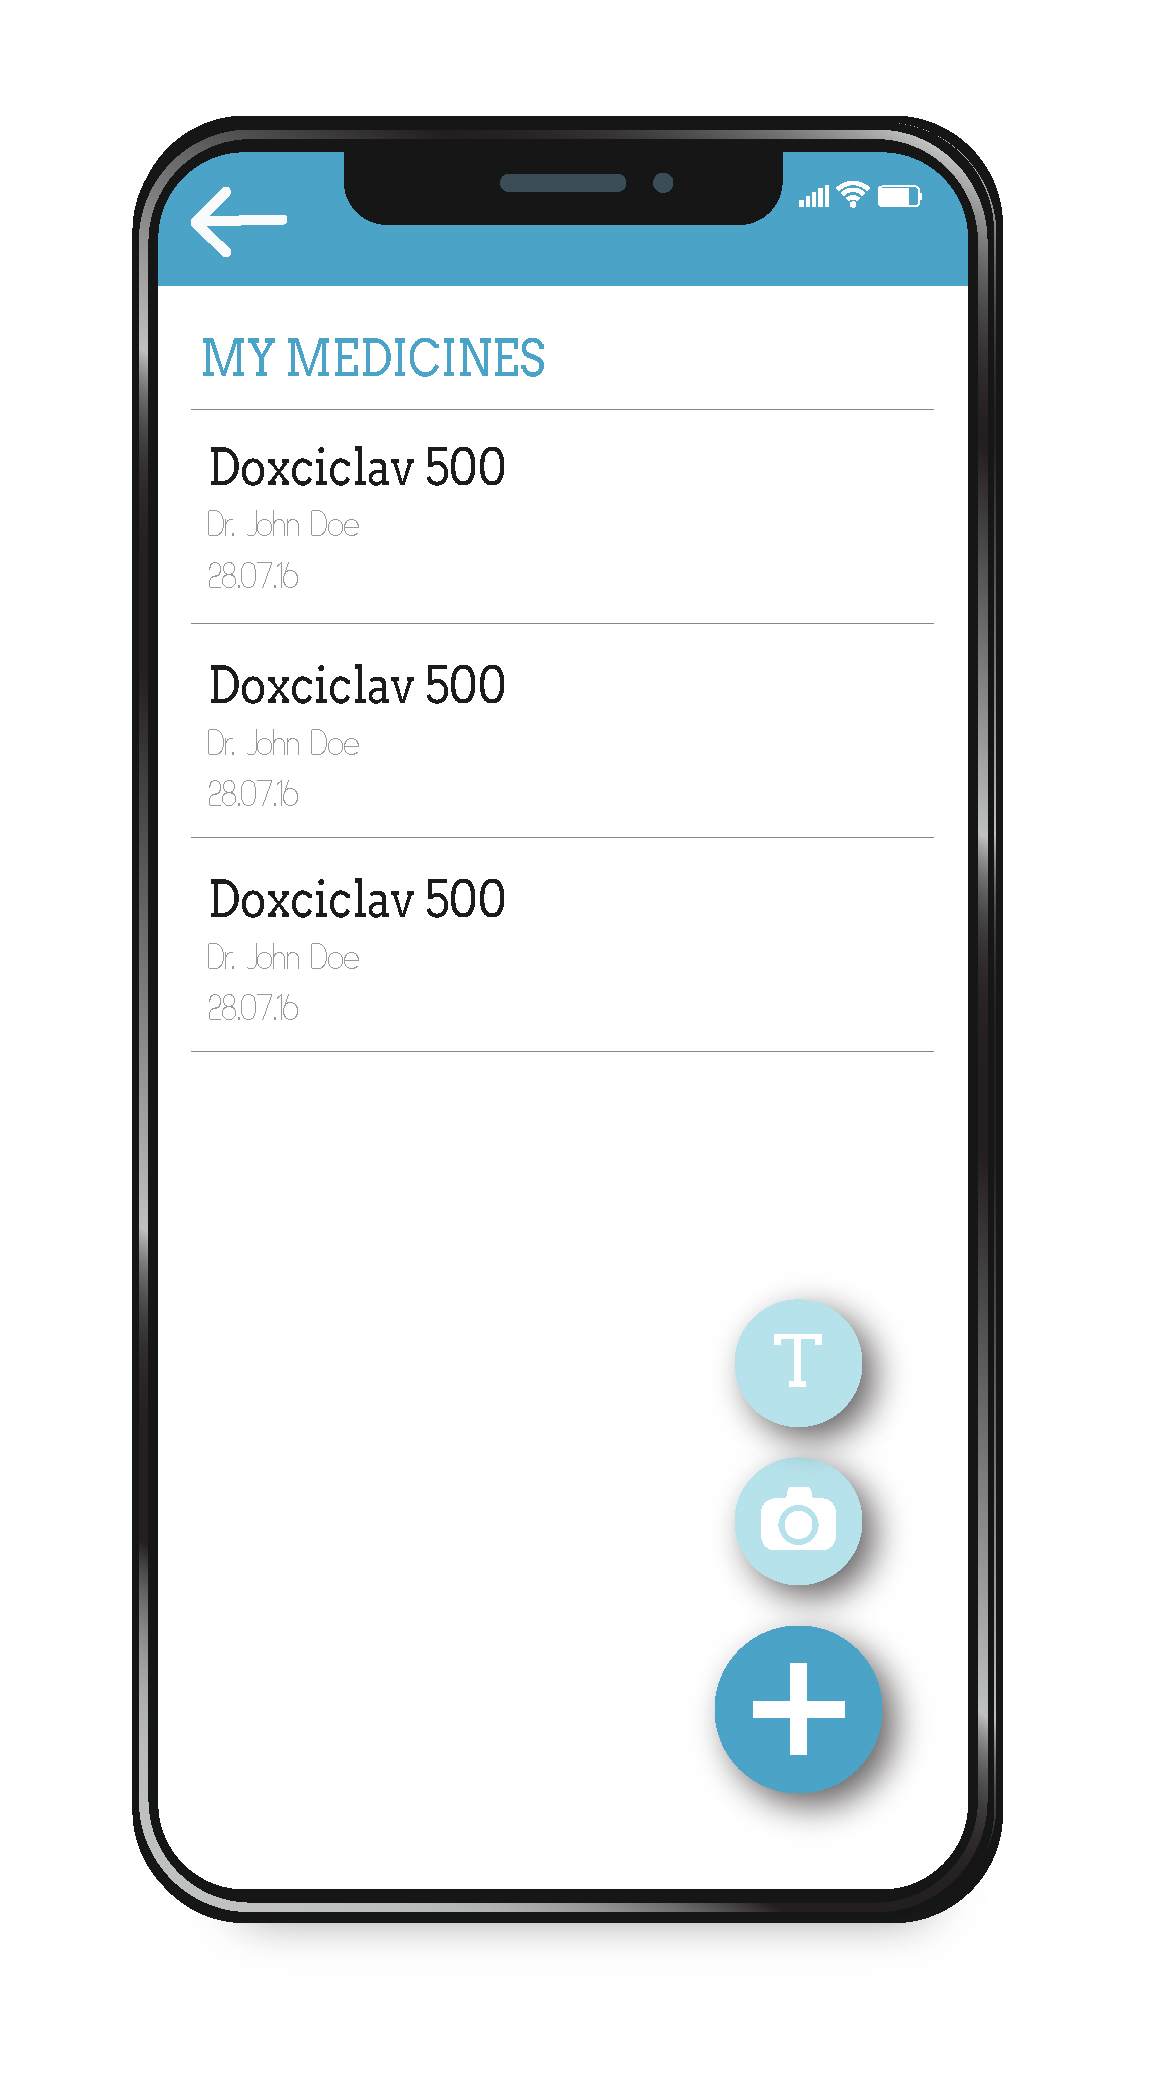 MY MEDICINES
Doxciclav 500
Dr. John Doe
28.07.16
Doxciclav 500
Dr. John Doe
28.07.16
Doxciclav 500
Dr. John Doe
28.07.16
T